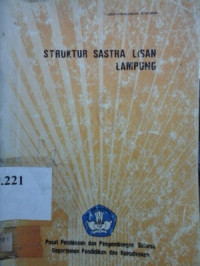 STRUKTUR SASTRA LISAN
LAMPUNG
.221
Pusat Pembinaan dan Pengembangan Bahasa
Departemen Pendidikan dan Kebudayaan